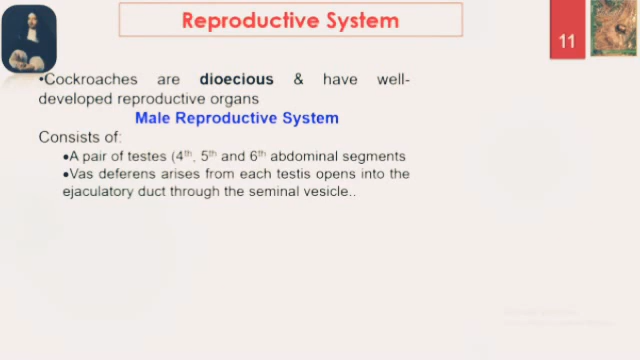 Reproductive System
11
•Cockroaches are dioecious & have well-
developed reproductive organs
Male Reproductive System
Consists of:
•A pair of testes (4th, 5th and 6th abdominal segments
•Vas deferens arises from each testis opens into the
ejaculatory duct through the seminal vesicle..